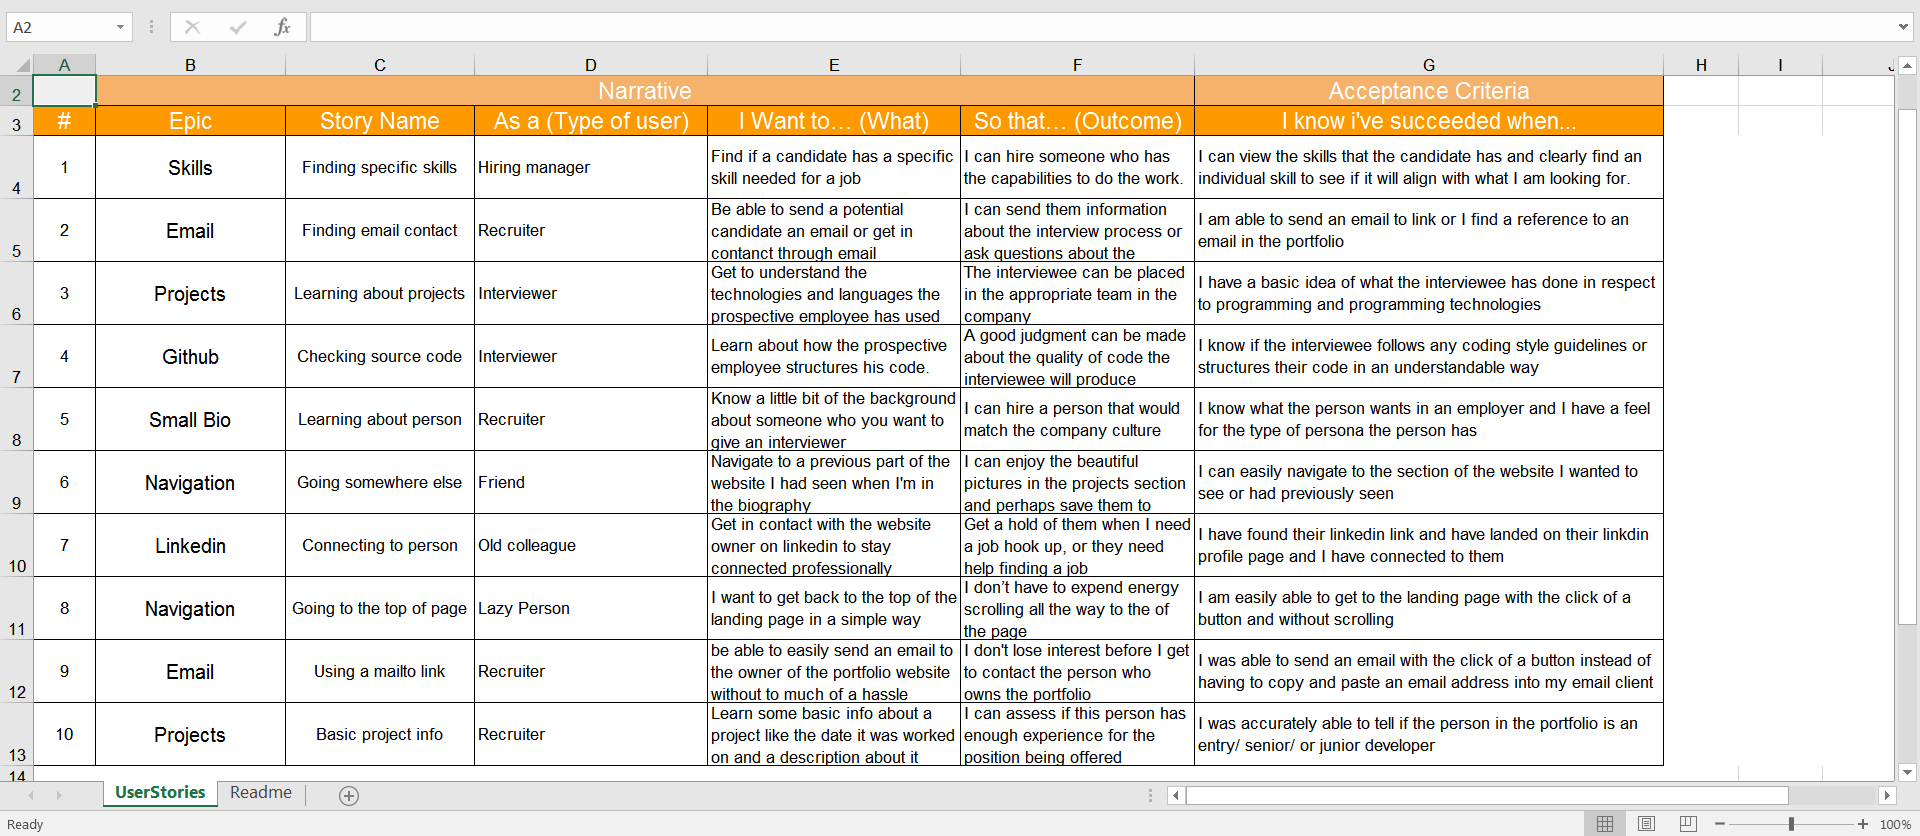 A2
fx
A B C D E F G H I J
2 Narrative Acceptance Criteria
3 # Epic Story Name As a (Type of user) I Want to... (What) So that... (Outcome) I know i've succeeded when...
4 1 Skills Finding specific skills Hiring manager
Find if a candidate has a specific
skill needed for a job
I can hire someone who has
the capabilities to do the work.
I can view the skills that the candidate has and clearly find an
individual skill to see if it will align with what I am looking for.
5 2 Email Finding email contact Recruiter
Be able to send a potential
candidate an email or get in
contanct through email
I can send them information
about the interview process or
ask questions about the
I am able to send an email to link or I find a reference to an
email in the portfolio
6 3 Projects Learning about projects Interviewer
Get to understand the
technologies and languages the
prospective employee has used
The interviewee can be placed
in the appropriate team in the
company
I have a basic idea of what the interviewee has done in respect
to programming and programming technologies
7 4 Github Checking source code Interviewer
Learn about how the prospective
employee structures his code.
A good judgment can be made
about the quality of code the
interviewee will produce
I know if the interviewee follows any coding style guidelines or
structures their code in an understandable way
8 5 Small Bio Learning about person Recruiter
Know a little bit of the background
about someone who you want to
give an interviewer
I can hire a person that would
match the company culture
I know what the person wants in an employer and I have a feel
for the type of persona the person has
9 6 Navigation Going somewhere else Friend
Navigate to a previous part of the
website I had seen when I'm in
the biography
I can enjoy the beautiful
pictures in the projects section
and perhaps save them to
I can easily navigate to the section of the website I wanted to
see or had previously seen
10 7 Linkedin Connecting to person Old colleague
Get in contact with the website
owner on linkedin to stay
connected professionally
Get a hold of them when I need
a job hook up, or they need
help finding a job
I have found their linkedin link and have landed on their linkdin
profile page and I have connected to them
11 8 Navigation Going to the top of page Lazy Person
I want to get back to the top of the
landing page in a simple way
I don’t have to expend energy
scrolling all the way to the of
the page
I am easily able to get to the landing page with the click of a
button and without scrolling
12 9 Email Using a mailto link Recruiter
be able to easily send an email to
the owner of the portfolio website
without to much of a hassle
I don't lose interest before I get
to contact the person who
owns the portfolio
I was able to send an email with the click of a button instead of
having to copy and paste an email address into my email client
13 10 Projects Basic project info Recruiter
Learn some basic info about a
project like the date it was worked
on and a description about it
I can assess if this person has
enough experience for the
position being offered
I was accurately able to tell if the person in the portfolio is an
entry/ senior/ or junior developer
14
UserStories Readme
Ready 100%